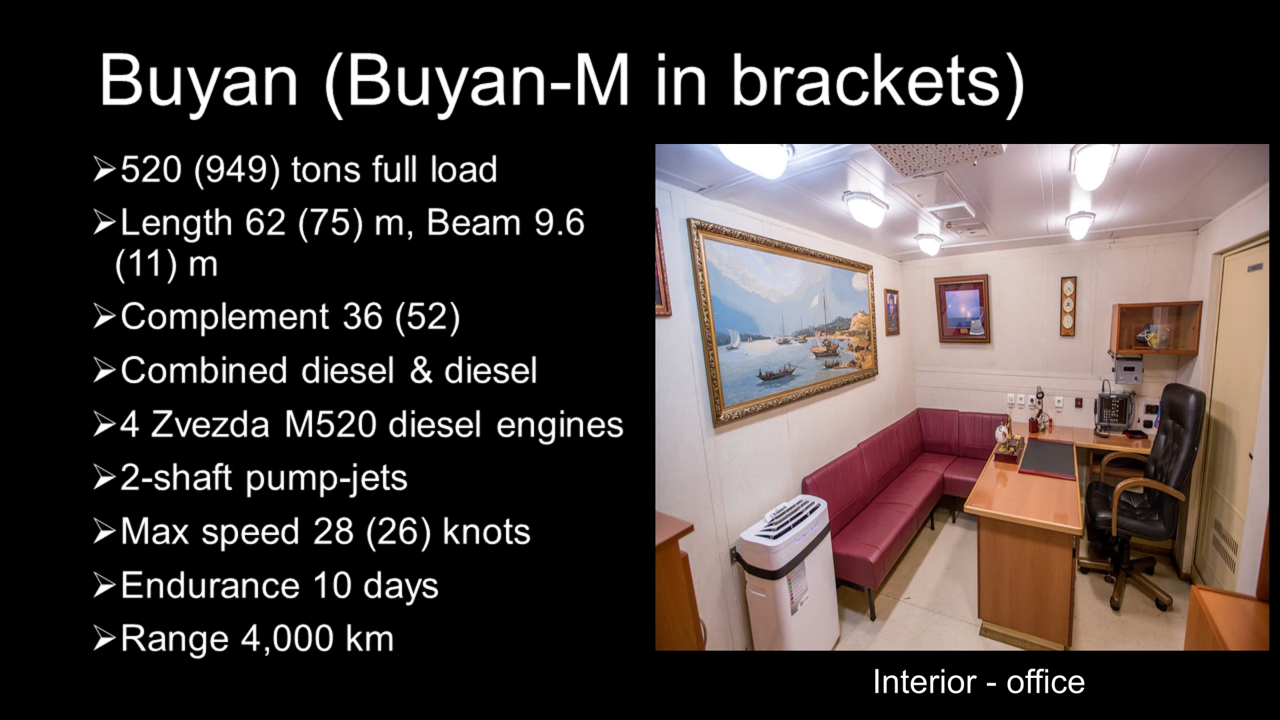 Buyan (Buyan-M in brackets)
➢520 (949) tons full load
➢Length 62 (75) m, Beam 9.6
(11) m
➢Complement 36 (52)
➢Combined diesel & diesel
➢4 Zvezda M520 diesel engines
➢2-shaft pump-jets
➢Max speed 28 (26) knots
➢Endurance 10 days
➢Range 4,000 km
Interior - office